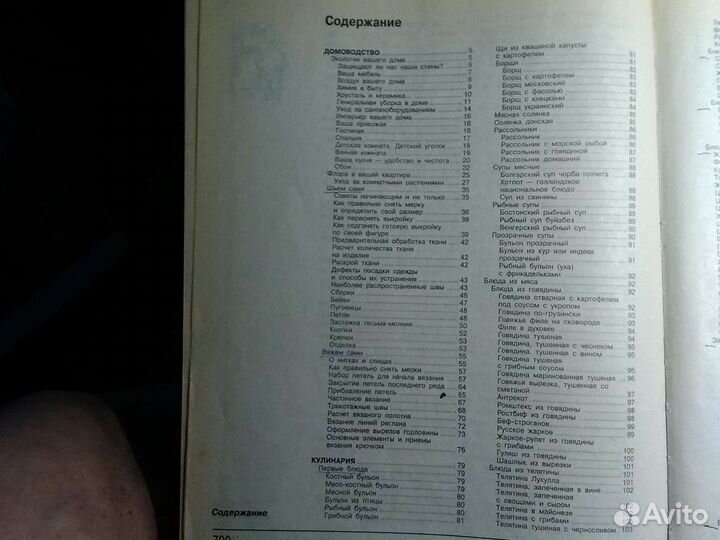 Содержание
ДОМОВОДСТВО 5
Экология вашего дома 5
Защищают ли нас наши стены? 5
Ваша мебель 7
Воздух вашего дома 8
Химия в быту 9
Хрусталь и керамика 10
Генеральная уборка в доме 11
Уход за сантехоборудованием 14
Интерьер вашего дома 16
Ваша прихожая 16
Гостиная 16
Спальня 17
Детская комната. Детский уголок 18
Ванная комната 19
Ваша кухня — удобство и чистота 20
Обои 22
Флора в вашей квартире 25
Уход за комнатными растениями 27
Шьем сами 35
Советы начинающим и не только 35
Как правильно снять мерку
и определить свой размер 36
Как переснять выкройку 38
Как подогнать готовую выкройку
по своей фигуре 39
Предварительная обработка ткани 42
Расчет количества ткани
на изделие 42
Раскрой ткани 42
Дефекты посадки одежды
и способы их устранения 43
Наиболее распространенные швы 43
Сборки 46
Бейки 47
Пуговицы 48
Петли 48
Застежка тесьма-молния 50
Кнопки 52
Крючки 53
Отделка 53
Вяжем сами 55
О нитках и спицах 55
Как правильно снять мерки 57
Набор петель для начала вязания 57
Закрытие петель последнего ряда 64
Прибавление петель 65
Частичное вязание 67
Трикотажные швы 68
Расчет вязаного полотна 70
Вязание линий реглана 72
Оформление вырезов горловины 73
Основные элементы и приемы
вязания крючком 76
КУЛИНАРИЯ 79
Первые блюда 79
Костный бульон 79
Мясо-костный бульон 79
Мясной бульон 79
Бульон из птицы 80
Рыбный бульон 80
Грибной бульон 81
Щи из квашеной капусты
с картофелем 81
Борщи 81
Борщ 82
Борщ с картофелем 83
Борщ московский 83
Борщ с фасолью 83
Борщ с клецками 84
Борщ украинский 84
Мясная солянка 85
Солянка донская 85
Рассольники 86
Рассольник 86
Рассольник с морской рыбой 86
Рассольник с говядиной 87
Рассольник домашний 87
Супы мясные 88
Болгарский суп чорба-топчета 88
Хотпот — голландское
национальное блюдо 88
Суп из свинины 88
Рыбные супы 89
Бостонский рыбный суп 89
Рыбный суп буйабез 89
Венгерский рыбный суп 90
Прозрачные супы 90
Бульон прозрачный 91
Бульон из кур или индеек
прозрачный 91
Рыбный бульон (уха)
с фрикадельками 92
Блюда из мяса 92
Блюда из говядины 92
Говядина отварная с картофелем
под соусом с укропом 92
Говядина по-грузински 93
Говяжье филе на сковороде 93
Филе в духовке 94
Говядина тушеная 94
Говядина, тушенная с чесноком 95
Говядина, тушенная с вином 95
Говядина тушеная
с грибным соусом 95
Говядина маринованная тушеная 96
Говяжья вырезка, тушенная со
сметаной 97
Антрекот 97
Ромштекс из говядины 98
Ростбиф из говядины 98
Беф-строганов 99
Русское жаркое 99
Жаркое-рулет из говядины
с грибами 100
Гуляш из говядины 100
Шашлык из вырезки 101
Блюда из телятины 101
Телятина Лукулла 101
Телятина, запеченная в вине 102
Телятина, запеченная
с овощами и сыром
Телятина в майонезе
Телятина с грибами
Телятина тушеная с черносливом 103
Содержание
700
Avito